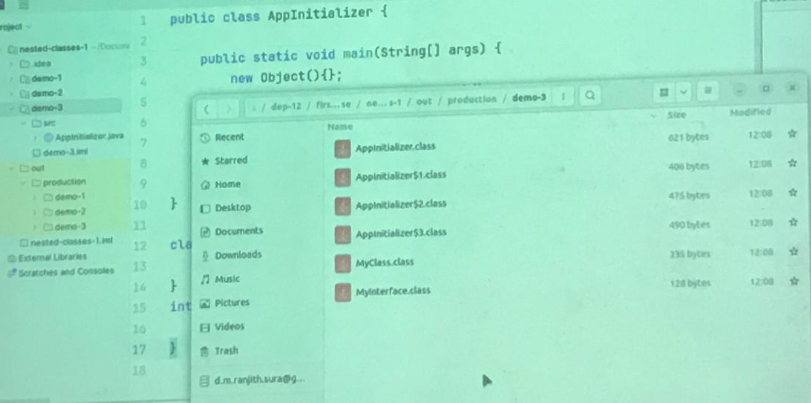 roject
nested-classes-1
.idea
demo-1
demo-2
demo-3
src
AppInitializer.java
demo-3.iml
out
production
demo-1
demo-2
demo-3
nested-classes-1.iml
External Libraries
Scratches and Consoles
1 public class AppInitializer {
2
3 public static void main(String[] args) {
4 new Object(){};
5
6
7
8
9
10 }
11
12 cla
13
14 }
15 int
16
17 }
18
/ dep-12 / firs...se / ne...s-1 / out / production / demo-3
Recent
Starred
Home
Desktop
Documents
Downloads
Music
Pictures
Videos
Trash
d.m.ranjith.sura@g...
Name Size Modified
AppInitializer.class 621 bytes 12:08
AppInitializer$1.class 406 bytes 12:08
AppInitializer$2.class 475 bytes 12:08
AppInitializer$3.class 490 bytes 12:08
MyClass.class 335 bytes 12:08
MyInterface.class 126 bytes 12:08